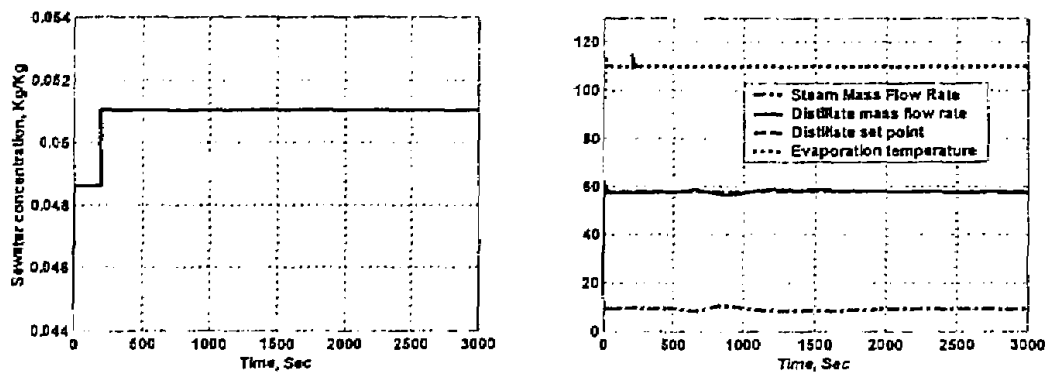 0.054
0.052
0.05
0.048
0.046
0.044
Sewater concentration, Kg/Kg
0 500 1000 1500 2000 2500 3000
Time, Sec
120
100
80
60
40
20
0
Steam Mass Flow Rate
Distillate mass flow rate
Distillate set point
Evaporation temperature
0 500 1000 1500 2000 2500 3000
Time, Sec